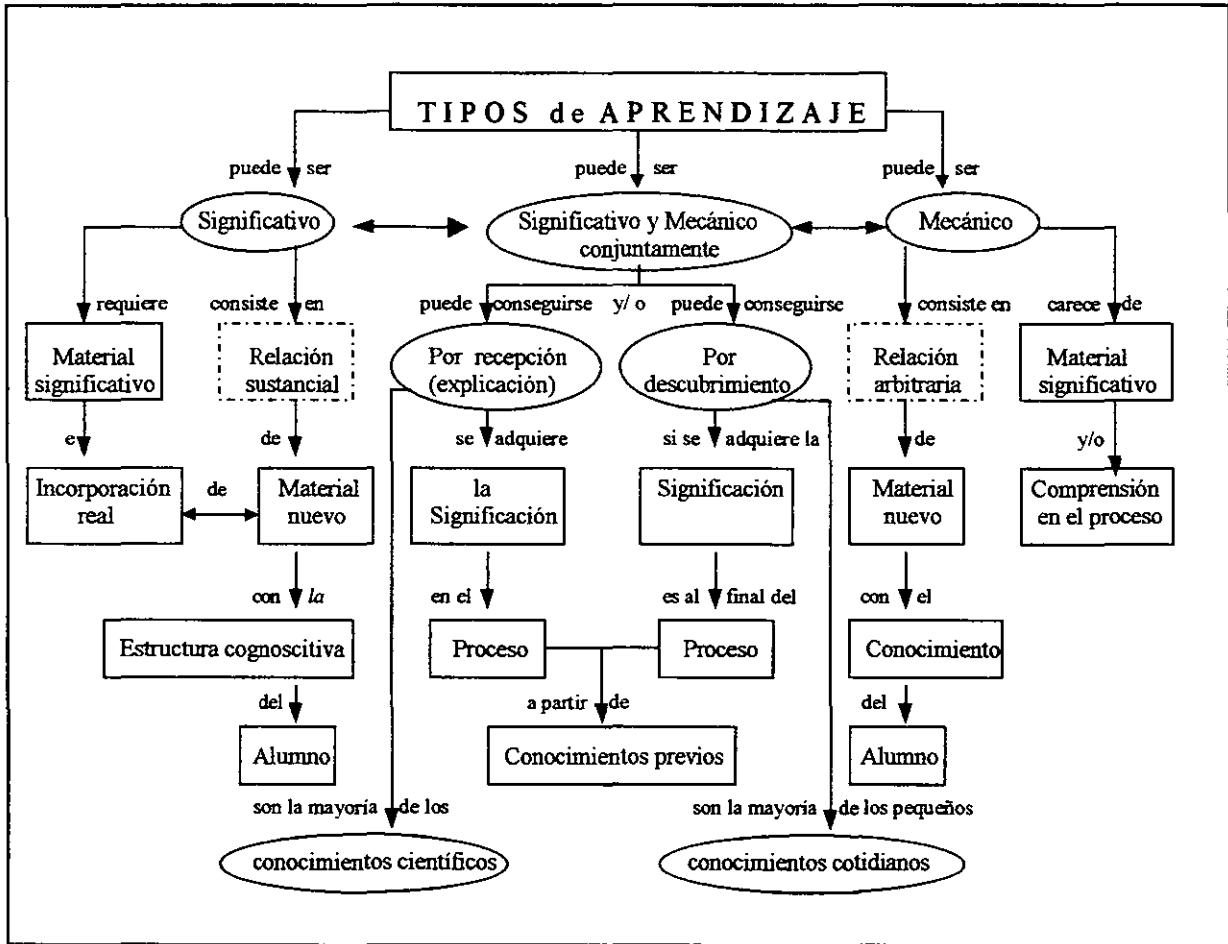 TIPOS de APRENDIZAJE
puede ser
puede ser
puede ser
Significativo
Significativo y Mecánico
conjuntamente
Mecánico
requiere
consiste en
puede conseguirse y/ o puede conseguirse
consiste en
carece de
Material
significativo
Relación
sustancial
Por recepción
(explicación)
Por
descubrimiento
Relación
arbitraria
Material
significativo
e
de
se adquiere
si se adquiere la
de
y/o
Incorporación
real
de
Material
nuevo
la
Significación
Significación
Material
nuevo
Comprensión
en el proceso
con la
en el
es al final del
con el
Estructura cognoscitiva
Proceso
Proceso
Conocimiento
del
a partir de
del
Alumno
Conocimientos previos
Alumno
son la mayoría de los
son la mayoría de los pequeños
conocimientos científicos
conocimientos cotidianos